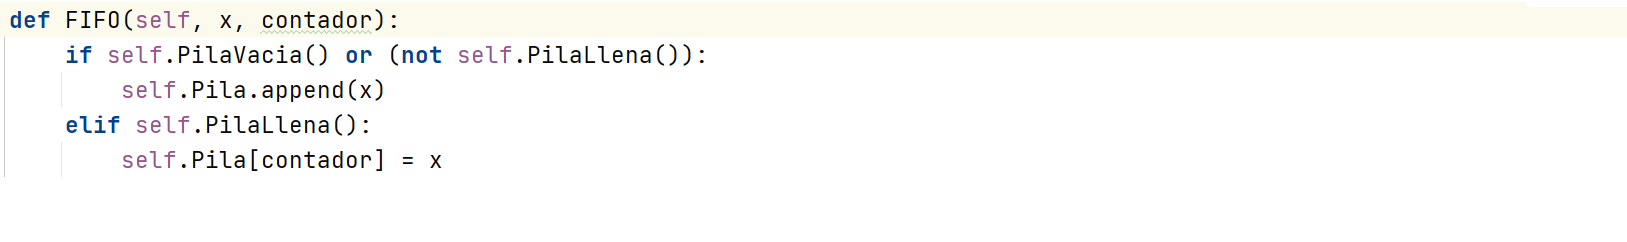 def FIFO(self, x, contador):
    if self.PilaVacia() or (not self.PilaLlena()):
        self.Pila.append(x)
    elif self.PilaLlena():
        self.Pila[contador] = x